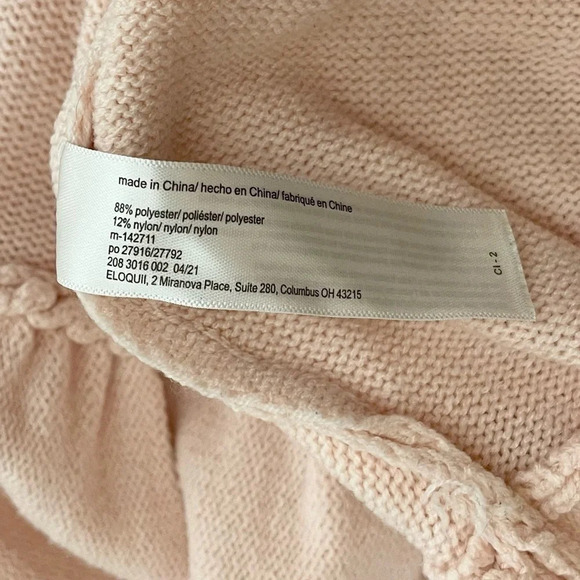 made in China/ hecho en China/ fabriqué en Chine
88% polyester/ poliéster/ polyester
12% nylon/ nylon/ nylon
m-142711
po 27916/27792
208 3016 002 04/21
ELOQUII, 2 Miranova Place, Suite 280, Columbus OH 43215
CI - 2